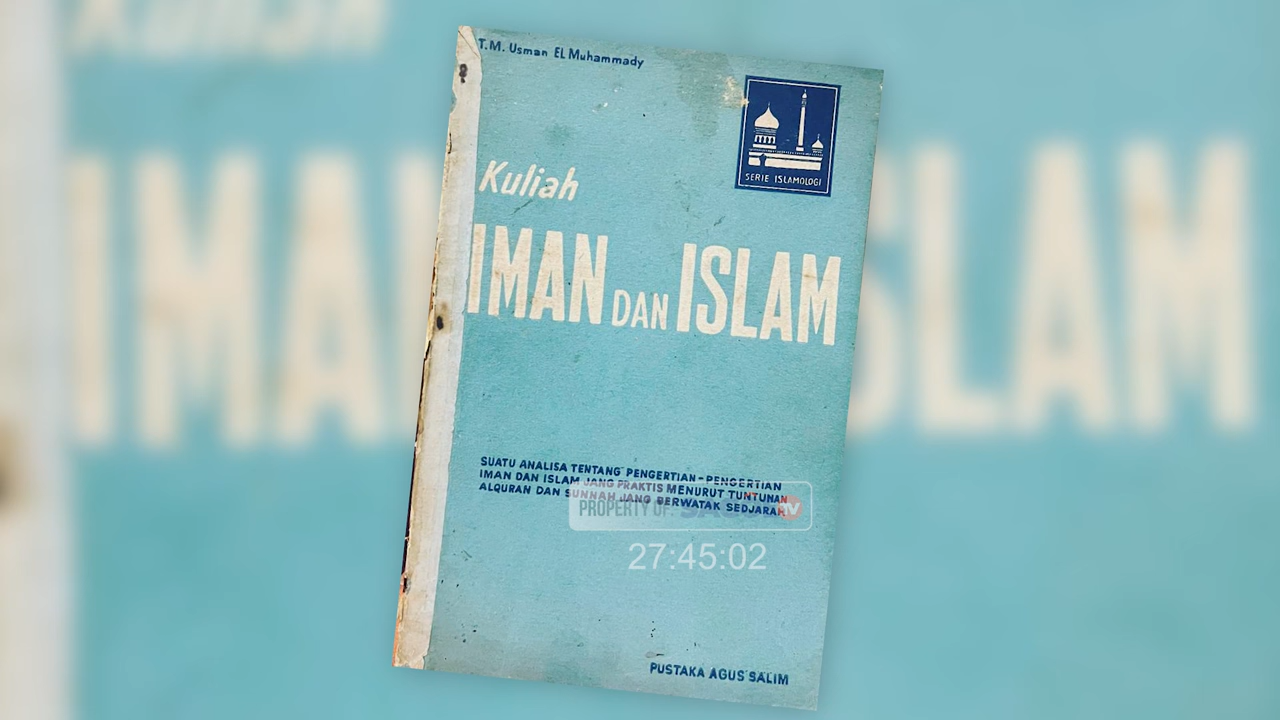 T.M. Usman El Muhammady
SERIE ISLAMOLOGI
Kuliah
IMAN DAN ISLAM
SUATU ANALISA TENTANG PENGERTIAN-PENGERTIAN
IMAN DAN ISLAM JANG PRAKTIS MENURUT TUNTUNAN
ALQURAN DAN SUNNAH JANG BERWATAK SEDJARAH
PROPERTY OF: TV
27:45:02
PUSTAKA AGUS SALIM